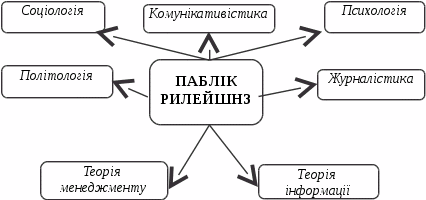 Соціологія
Комунікативістика
Психологія
Політологія
ПАБЛІК
РИЛЕЙШНЗ
Журналістика
Теорія
менеджменту
Теорія
інформації